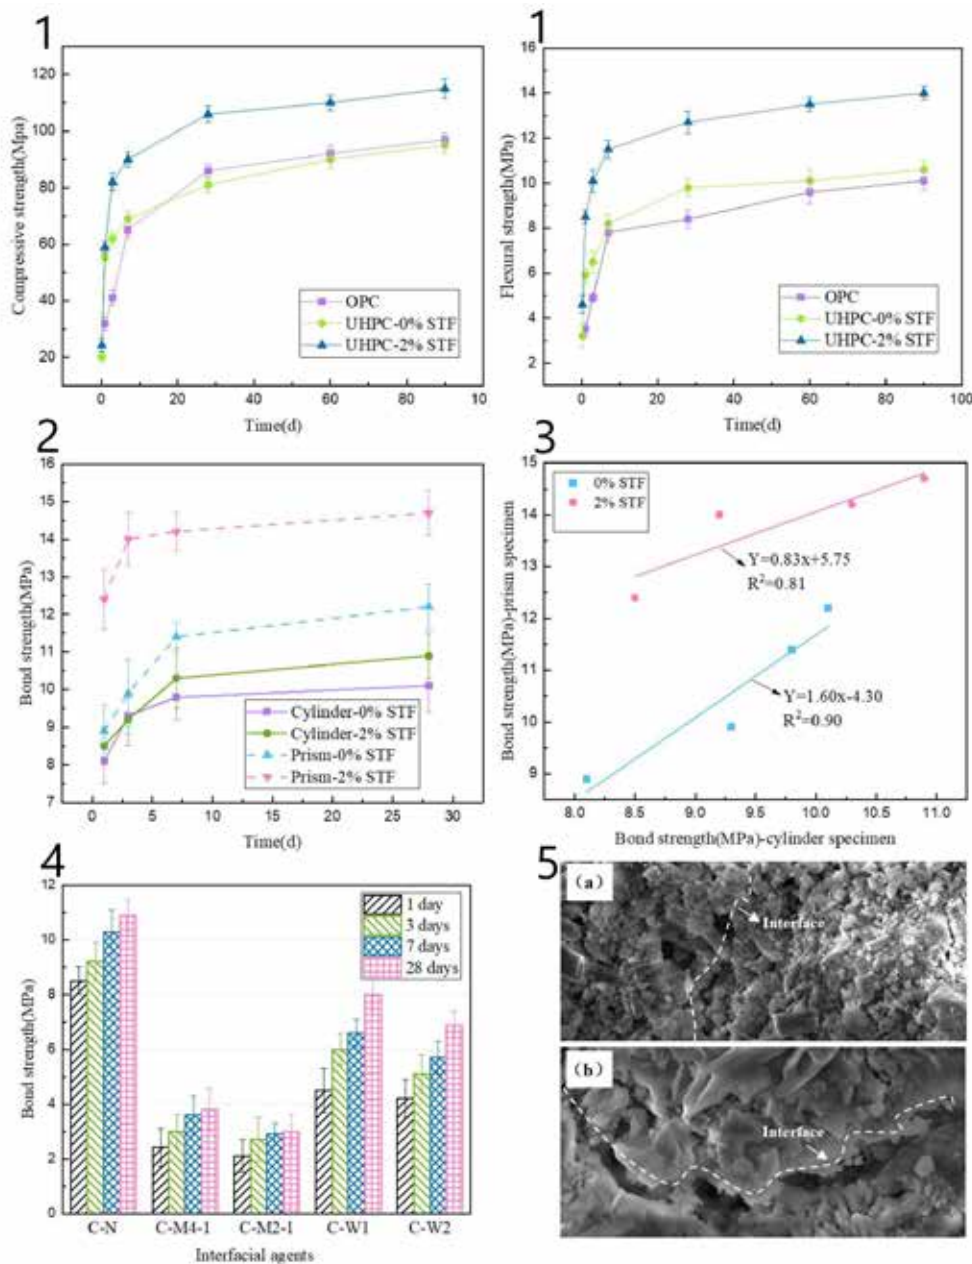 1
Compressive strength(Mpa)
120
100
80
60
40
20
0 20 40 60 80 10
Time(d)
OPC
UHPC-0% STF
UHPC-2% STF
1
Flexural strength(MPa)
16
14
12
10
8
6
4
2
0 20 40 60 80 100
Time(d)
OPC
UHPC-0% STF
UHPC-2% STF
2
Bond strength(MPa)
16
15
14
13
12
11
10
9
8
7
0 5 10 15 20 25 30
Time(d)
Cylinder-0% STF
Cylinder-2% STF
Prism-0% STF
Prism-2% STF
3
Bond strength(MPa)-prism specimen
15
14
13
12
11
10
9
8.0 8.5 9.0 9.5 10.0 10.5 11.0
Bond strength(MPa)-cylinder specimen
0% STF
2% STF
Y=0.83x+5.75
R²=0.81
Y=1.60x-4.30
R²=0.90
4
Bond strength(MPa)
12
10
8
6
4
2
0
C-N C-M4-1 C-M2-1 C-W1 C-W2
Interfacial agents
1 day
3 days
7 days
28 days
5
(a)
Interface
(b)
Interface